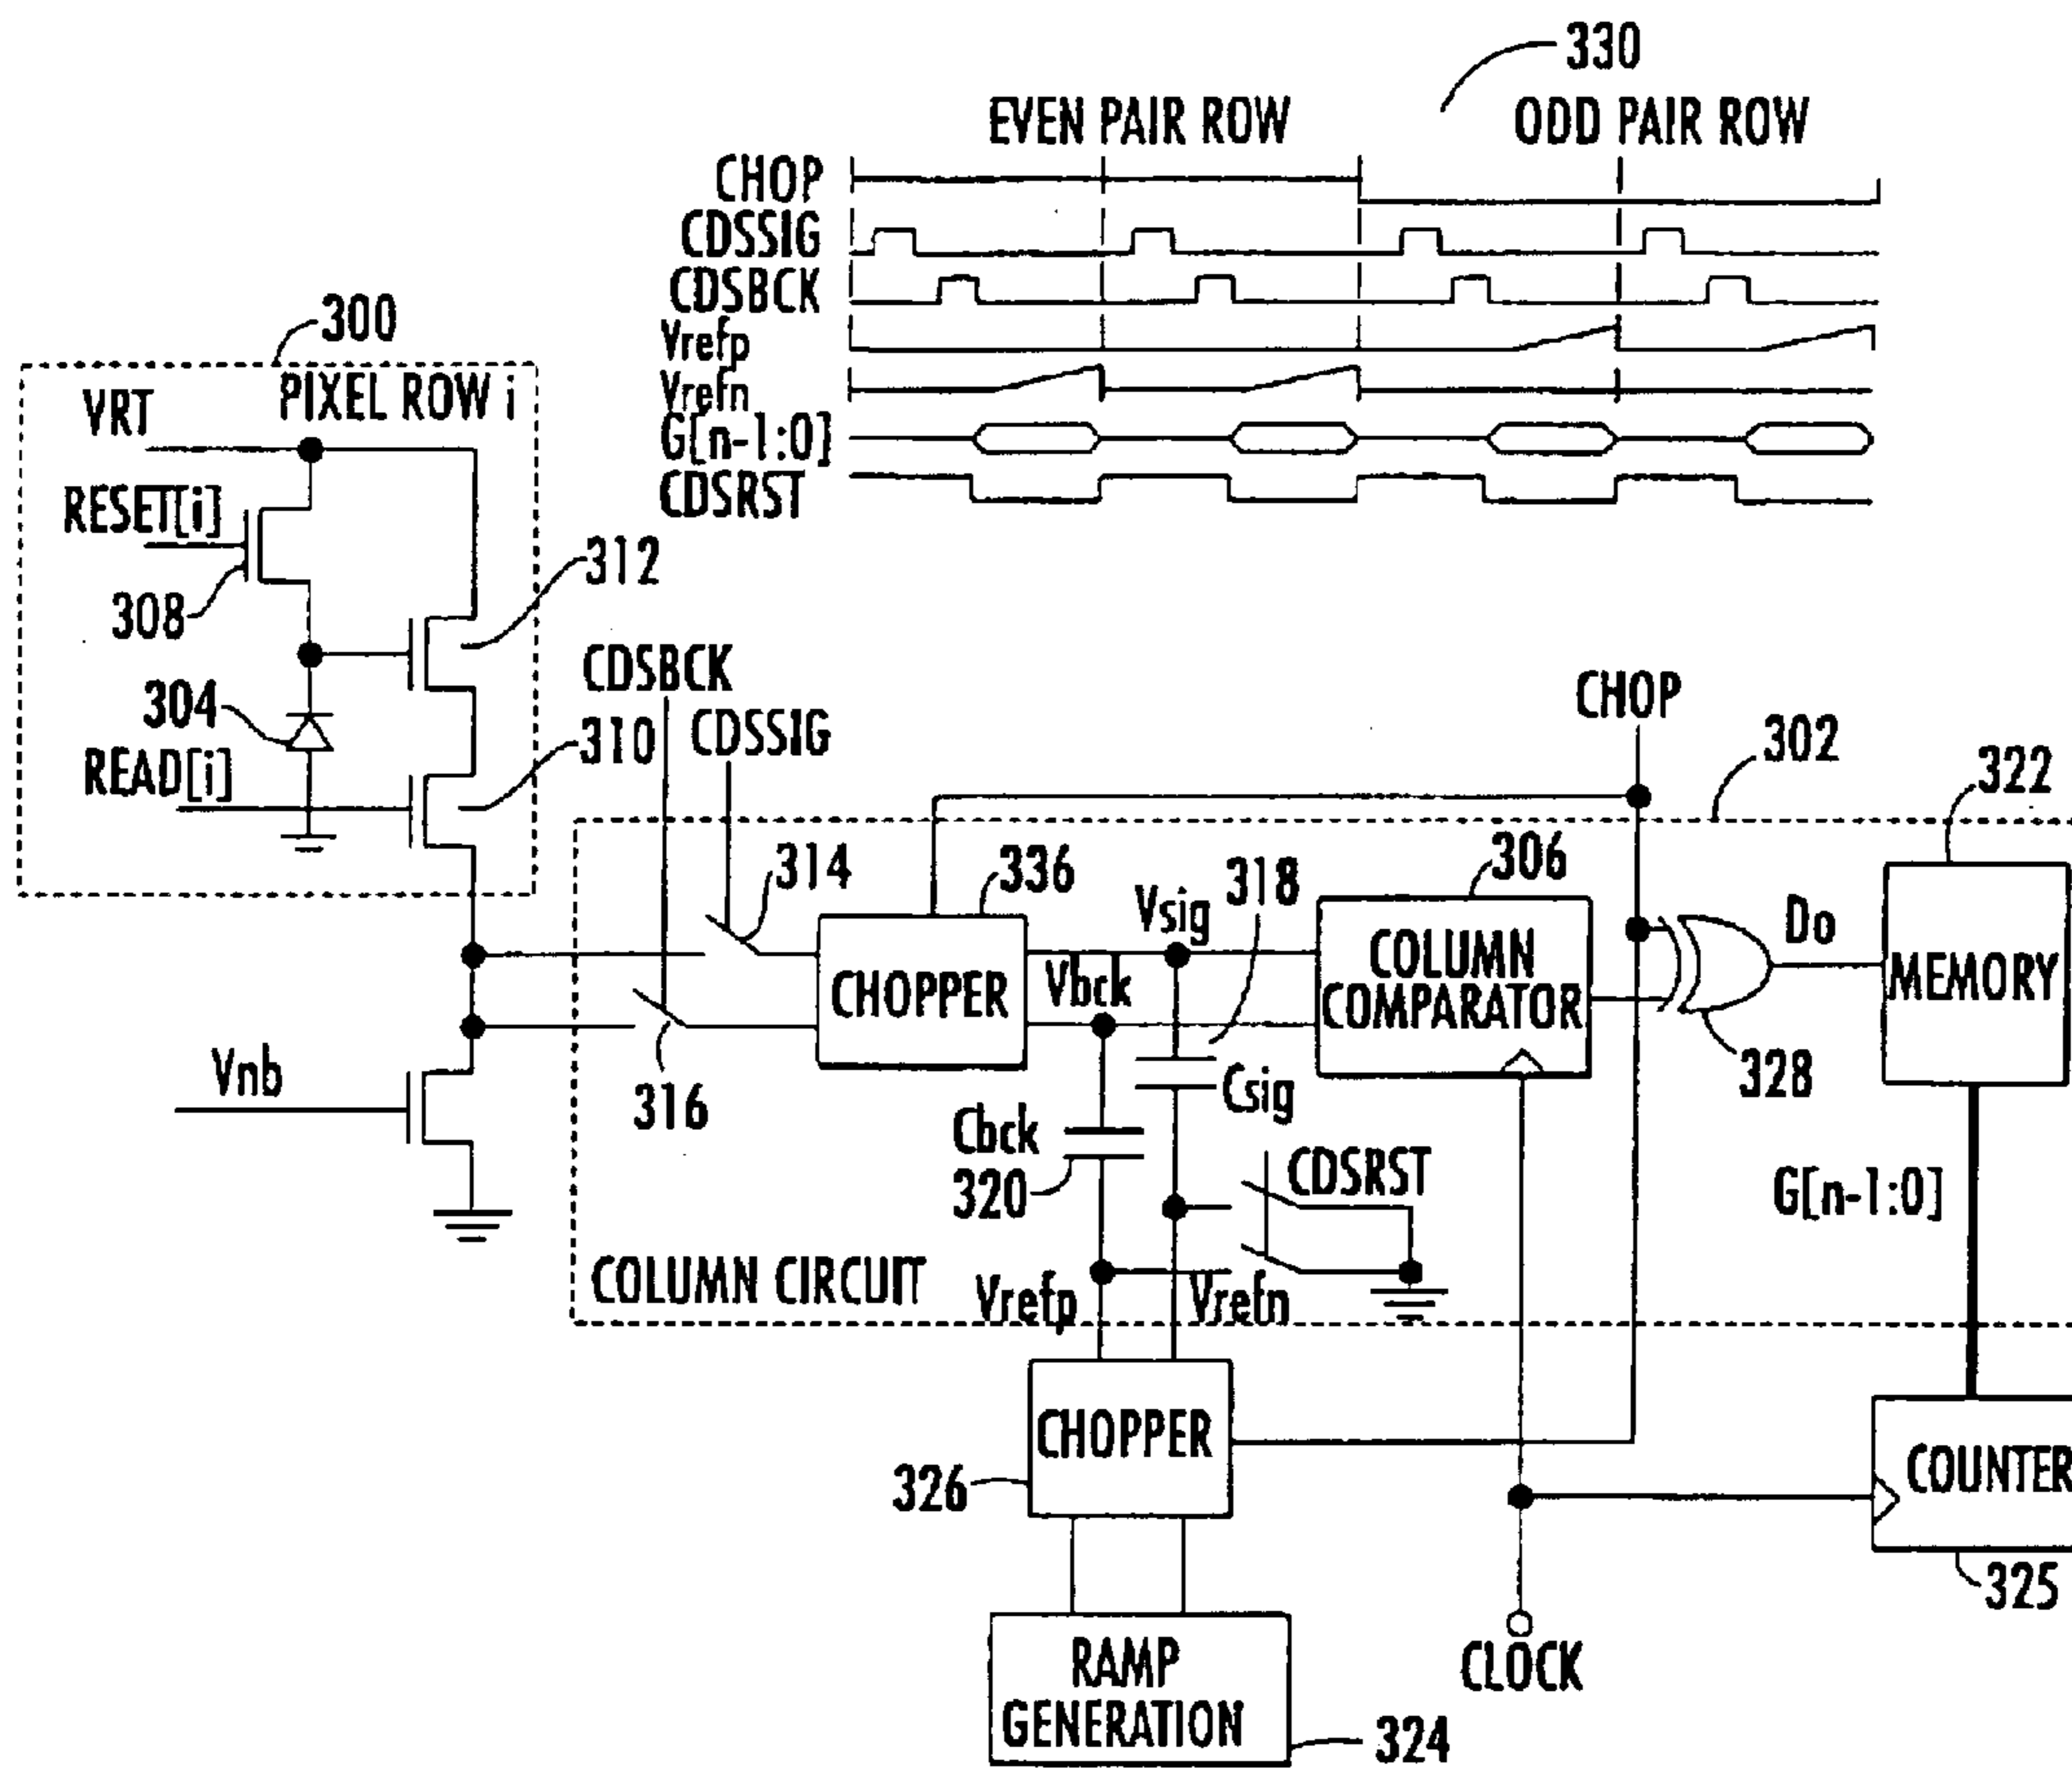 330
EVEN PAIR ROW
ODD PAIR ROW
CHOP
CDSSIG
CDSBCK
Vrefp
Vrefn
G[n-1:0]
CDSRST
300
PIXEL ROW i
VRT
RESET[i]
308
312
304
READ[i]
310
CDSBCK
CDSSIG
CHOP
302
322
314
336
Vsig
318
306
Do
CHOPPER
Vbck
COLUMN
COMPARATOR
MEMORY
328
316
Vnb
Csig
Cbck
320
CDSRST
G[n-1:0]
COLUMN CIRCUIT
Vrefp
Vrefn
CHOPPER
326
COUNTER
325
CLOCK
RAMP
GENERATION
324